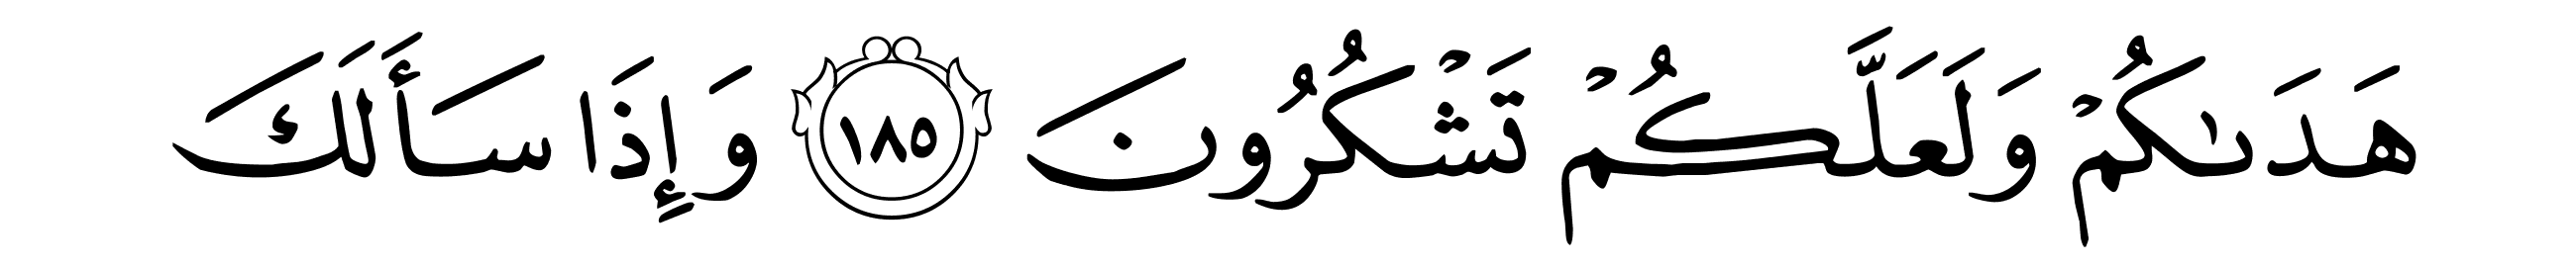 هَدَىٰكُمْ وَلَعَلَّكُمْ تَشْكُرُونَ ١٨٥ وَإِذَا سَأَلَكَ